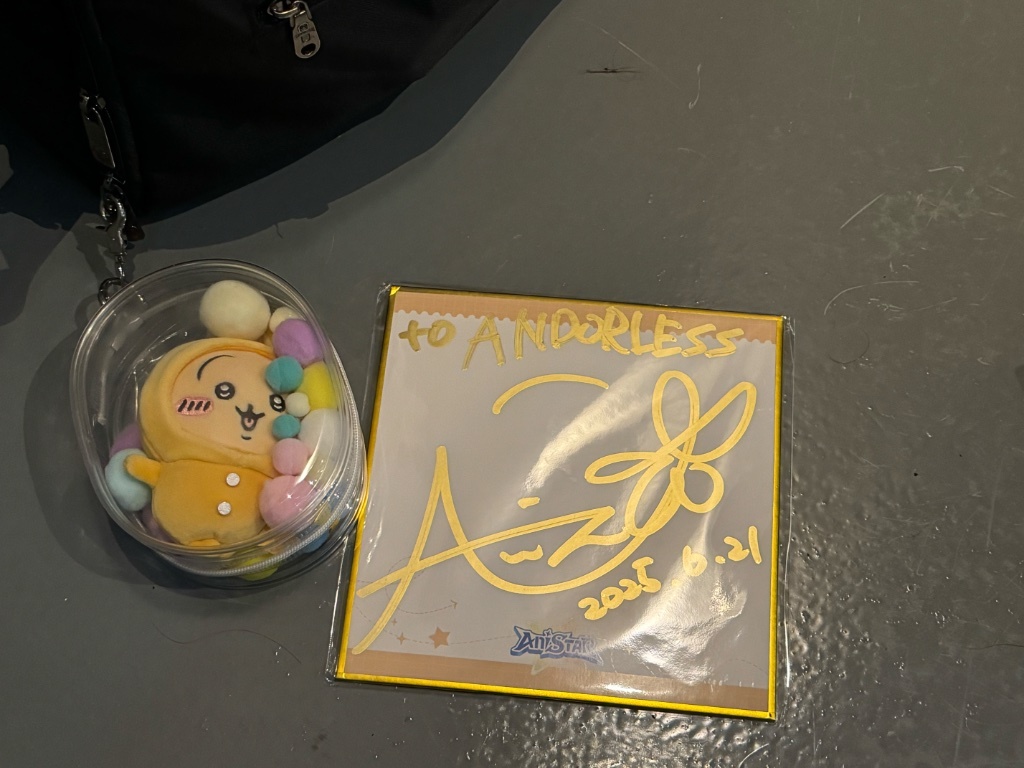 to ANDORLESS
2025.6.21
AniStar